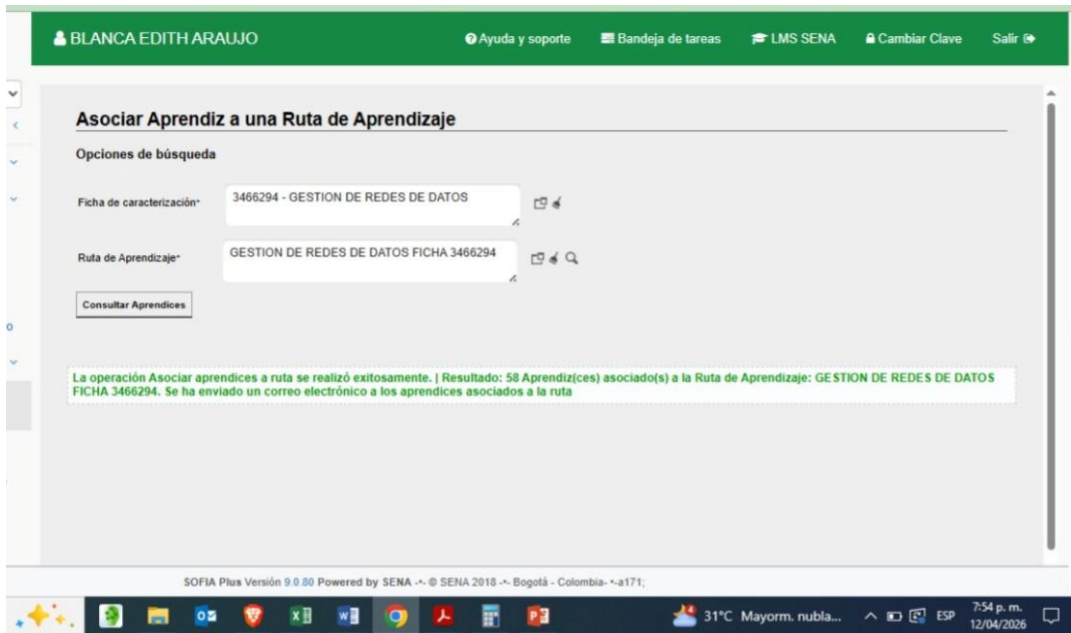 BLANCA EDITH ARAUJO
Ayuda y soporte
Bandeja de tareas
LMS SENA
Cambiar Clave
Salir
Asociar Aprendiz a una Ruta de Aprendizaje
Opciones de búsqueda
Ficha de caracterización*
3466294 - GESTION DE REDES DE DATOS
Ruta de Aprendizaje*
GESTION DE REDES DE DATOS FICHA 3466294
Consultar Aprendices
o
La operación Asociar aprendices a ruta se realizó exitosamente. | Resultado: 58 Aprendiz(ces) asociado(s) a la Ruta de Aprendizaje: GESTION DE REDES DE DATOS
FICHA 3466294. Se ha enviado un correo electrónico a los aprendices asociados a la ruta
SOFIA Plus Versión 9.0.80 Powered by SENA -•- © SENA 2018 -•- Bogotá - Colombia- •-a171;
31°C Mayorm. nubla...
ESP
7:54 p. m.
12/04/2026